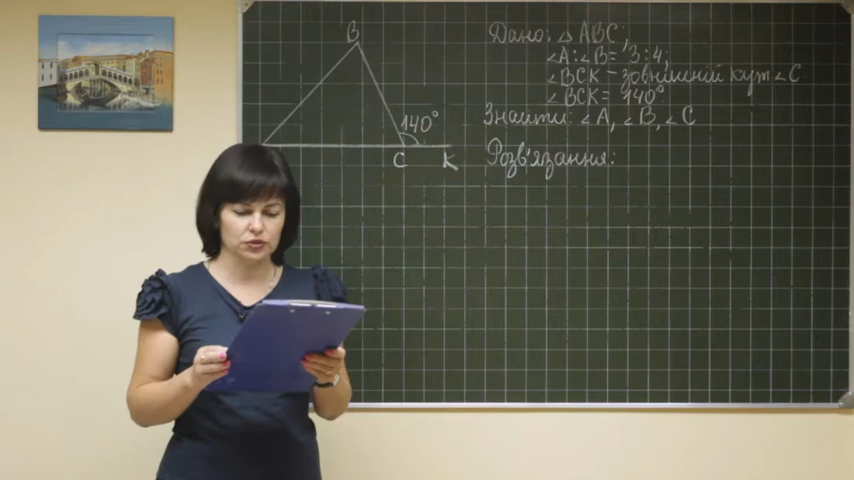 B
140°
C
K
Дано: △ABC;
∠A:∠B= 3:4;
∠BCK - зовнішній кут ∠C
∠BCK= 140°
Знайти: ∠A, ∠B, ∠C
Розв'язання: